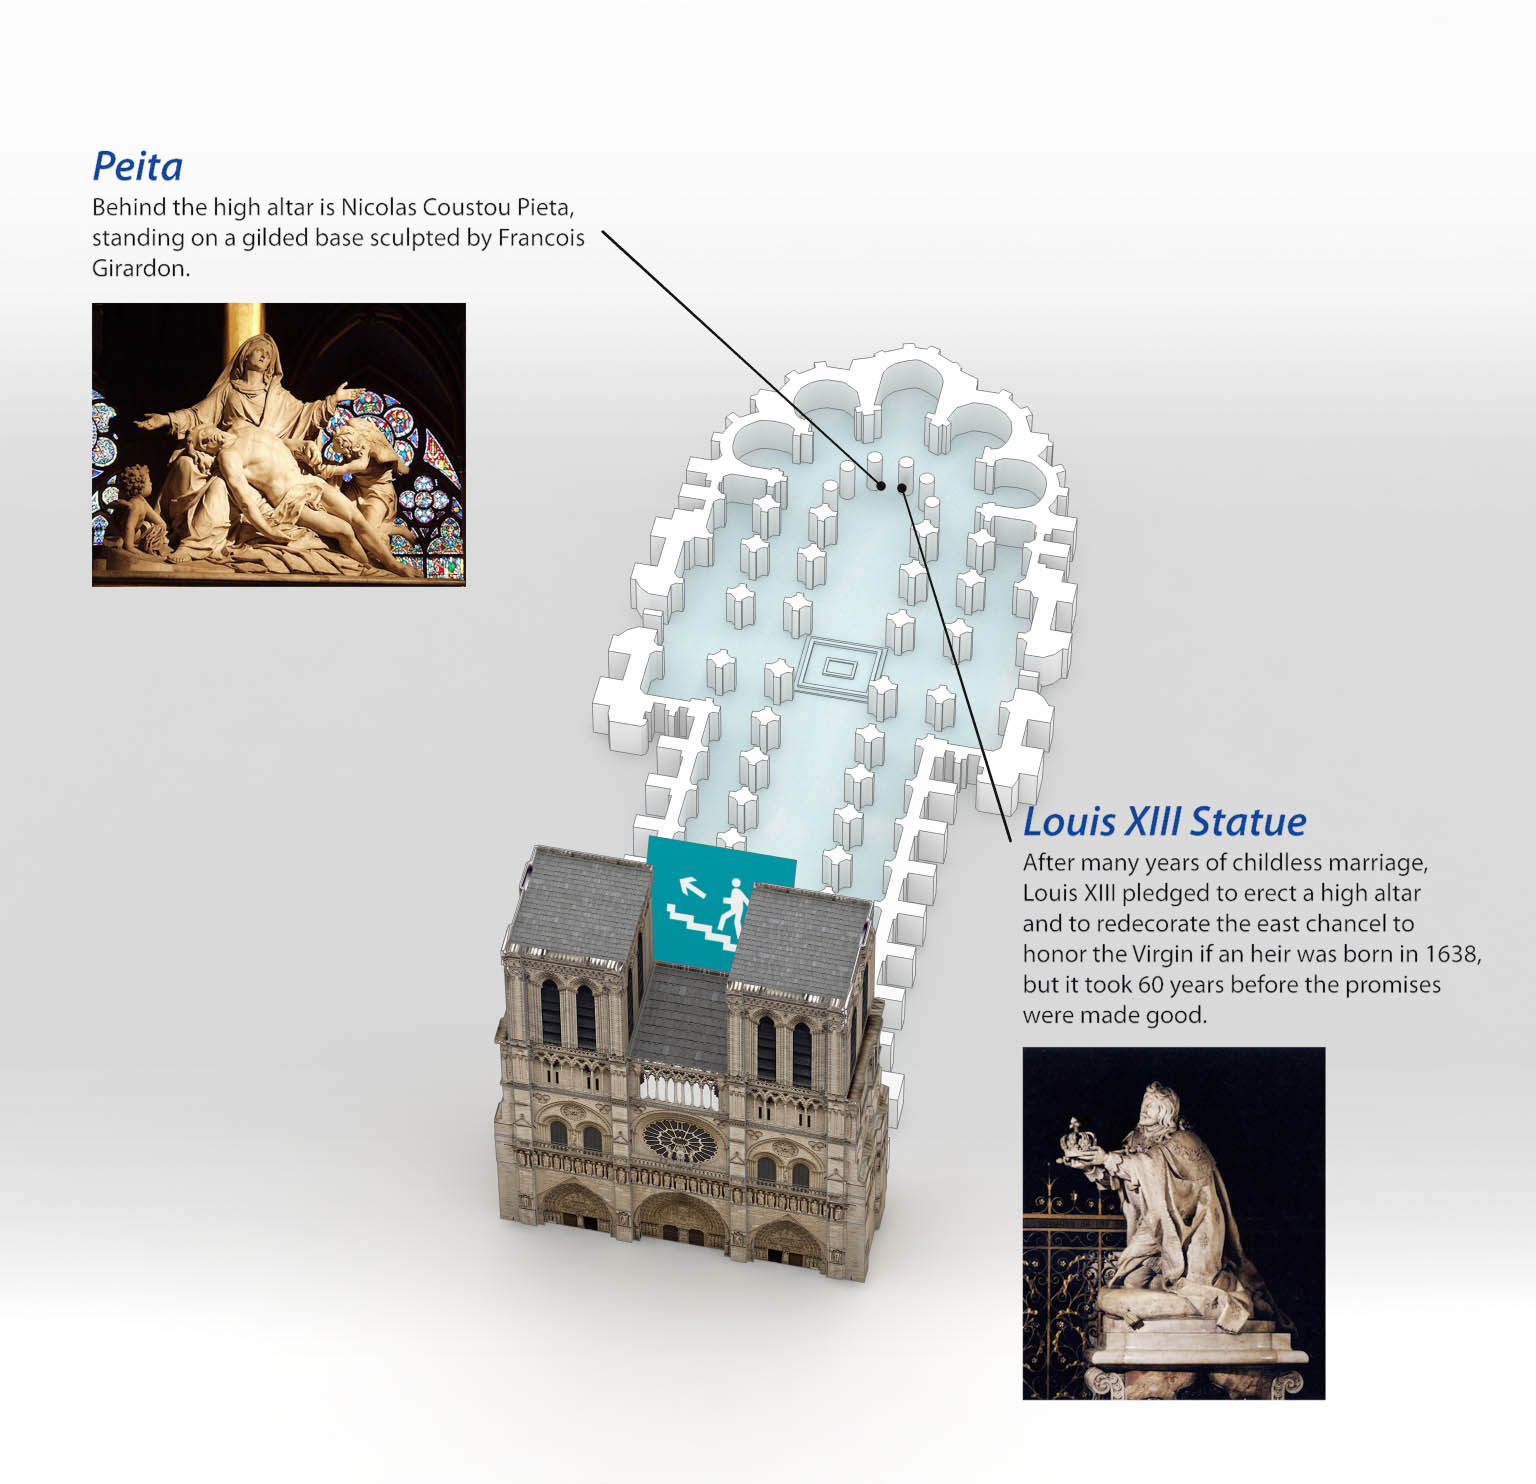 Peita
Behind the high altar is Nicolas Coustou Pieta,
standing on a gilded base sculpted by Francois
Girardon.
Louis XIII Statue
After many years of childless marriage,
Louis XIII pledged to erect a high altar
and to redecorate the east chancel to
honor the Virgin if an heir was born in 1638,
but it took 60 years before the promises
were made good.